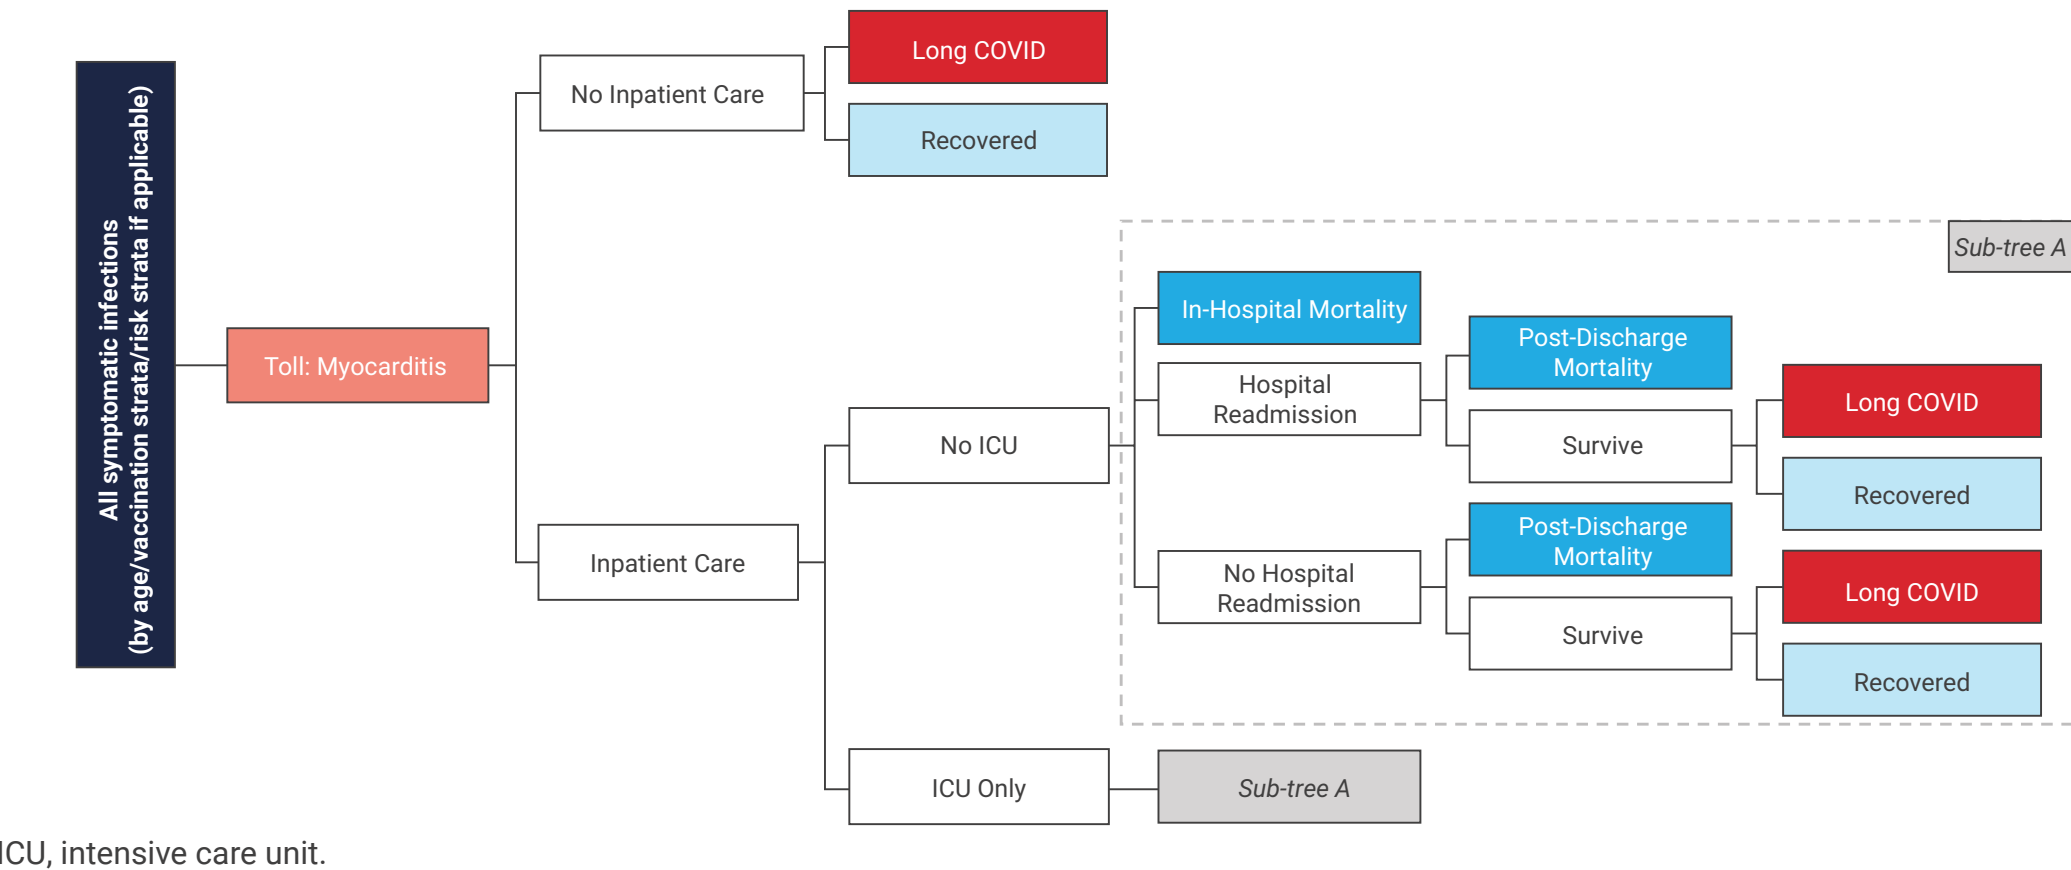 All symptomatic infections
(by age/vaccination strata/risk strata if applicable)
Toll: Myocarditis
No Inpatient Care
Long COVID
Recovered
Inpatient Care
No ICU
Sub-tree A
In-Hospital Mortality
Hospital
Readmission
Post-Discharge
Mortality
Survive
Long COVID
Recovered
No Hospital
Readmission
Post-Discharge
Mortality
Survive
Long COVID
Recovered
ICU Only
Sub-tree A
ICU, intensive care unit.